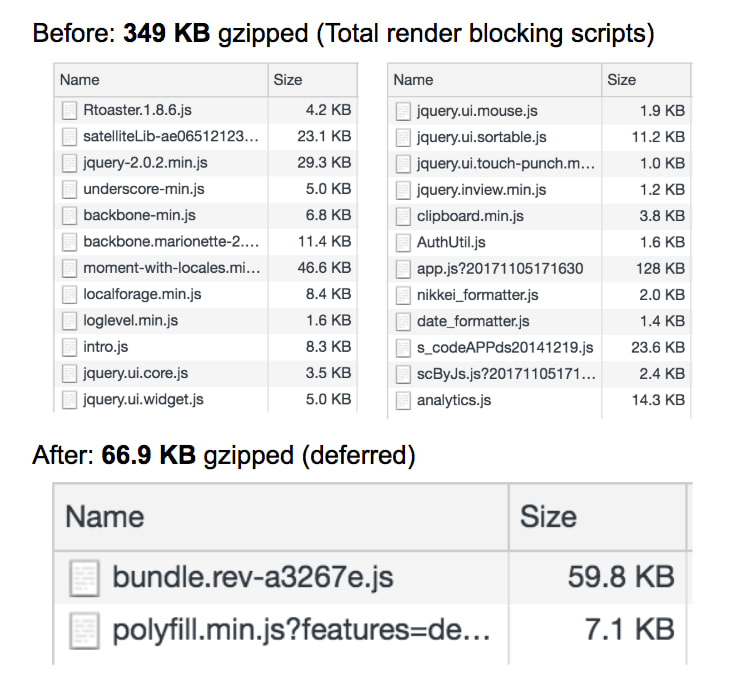 Before: 349 KB gzipped (Total render blocking scripts)
Name Size
Rtoaster.1.8.6.js 4.2 KB
satelliteLib-ae06512123... 23.1 KB
jquery-2.0.2.min.js 29.3 KB
underscore-min.js 5.0 KB
backbone-min.js 6.8 KB
backbone.marionette-2.... 11.4 KB
moment-with-locales.mi... 46.6 KB
localforage.min.js 8.4 KB
loglevel.min.js 1.6 KB
intro.js 8.3 KB
jquery.ui.core.js 3.5 KB
jquery.ui.widget.js 5.0 KB
Name Size
jquery.ui.mouse.js 1.9 KB
jquery.ui.sortable.js 11.2 KB
jquery.ui.touch-punch.m... 1.0 KB
jquery.inview.min.js 1.2 KB
clipboard.min.js 3.8 KB
AuthUtil.js 1.6 KB
app.js?20171105171630 128 KB
nikkei_formatter.js 2.0 KB
date_formatter.js 1.4 KB
s_codeAPPds20141219.js 23.6 KB
scByJs.js?20171105171... 2.4 KB
analytics.js 14.3 KB
After: 66.9 KB gzipped (deferred)
Name Size
bundle.rev-a3267e.js 59.8 KB
polyfill.min.js?features=de... 7.1 KB